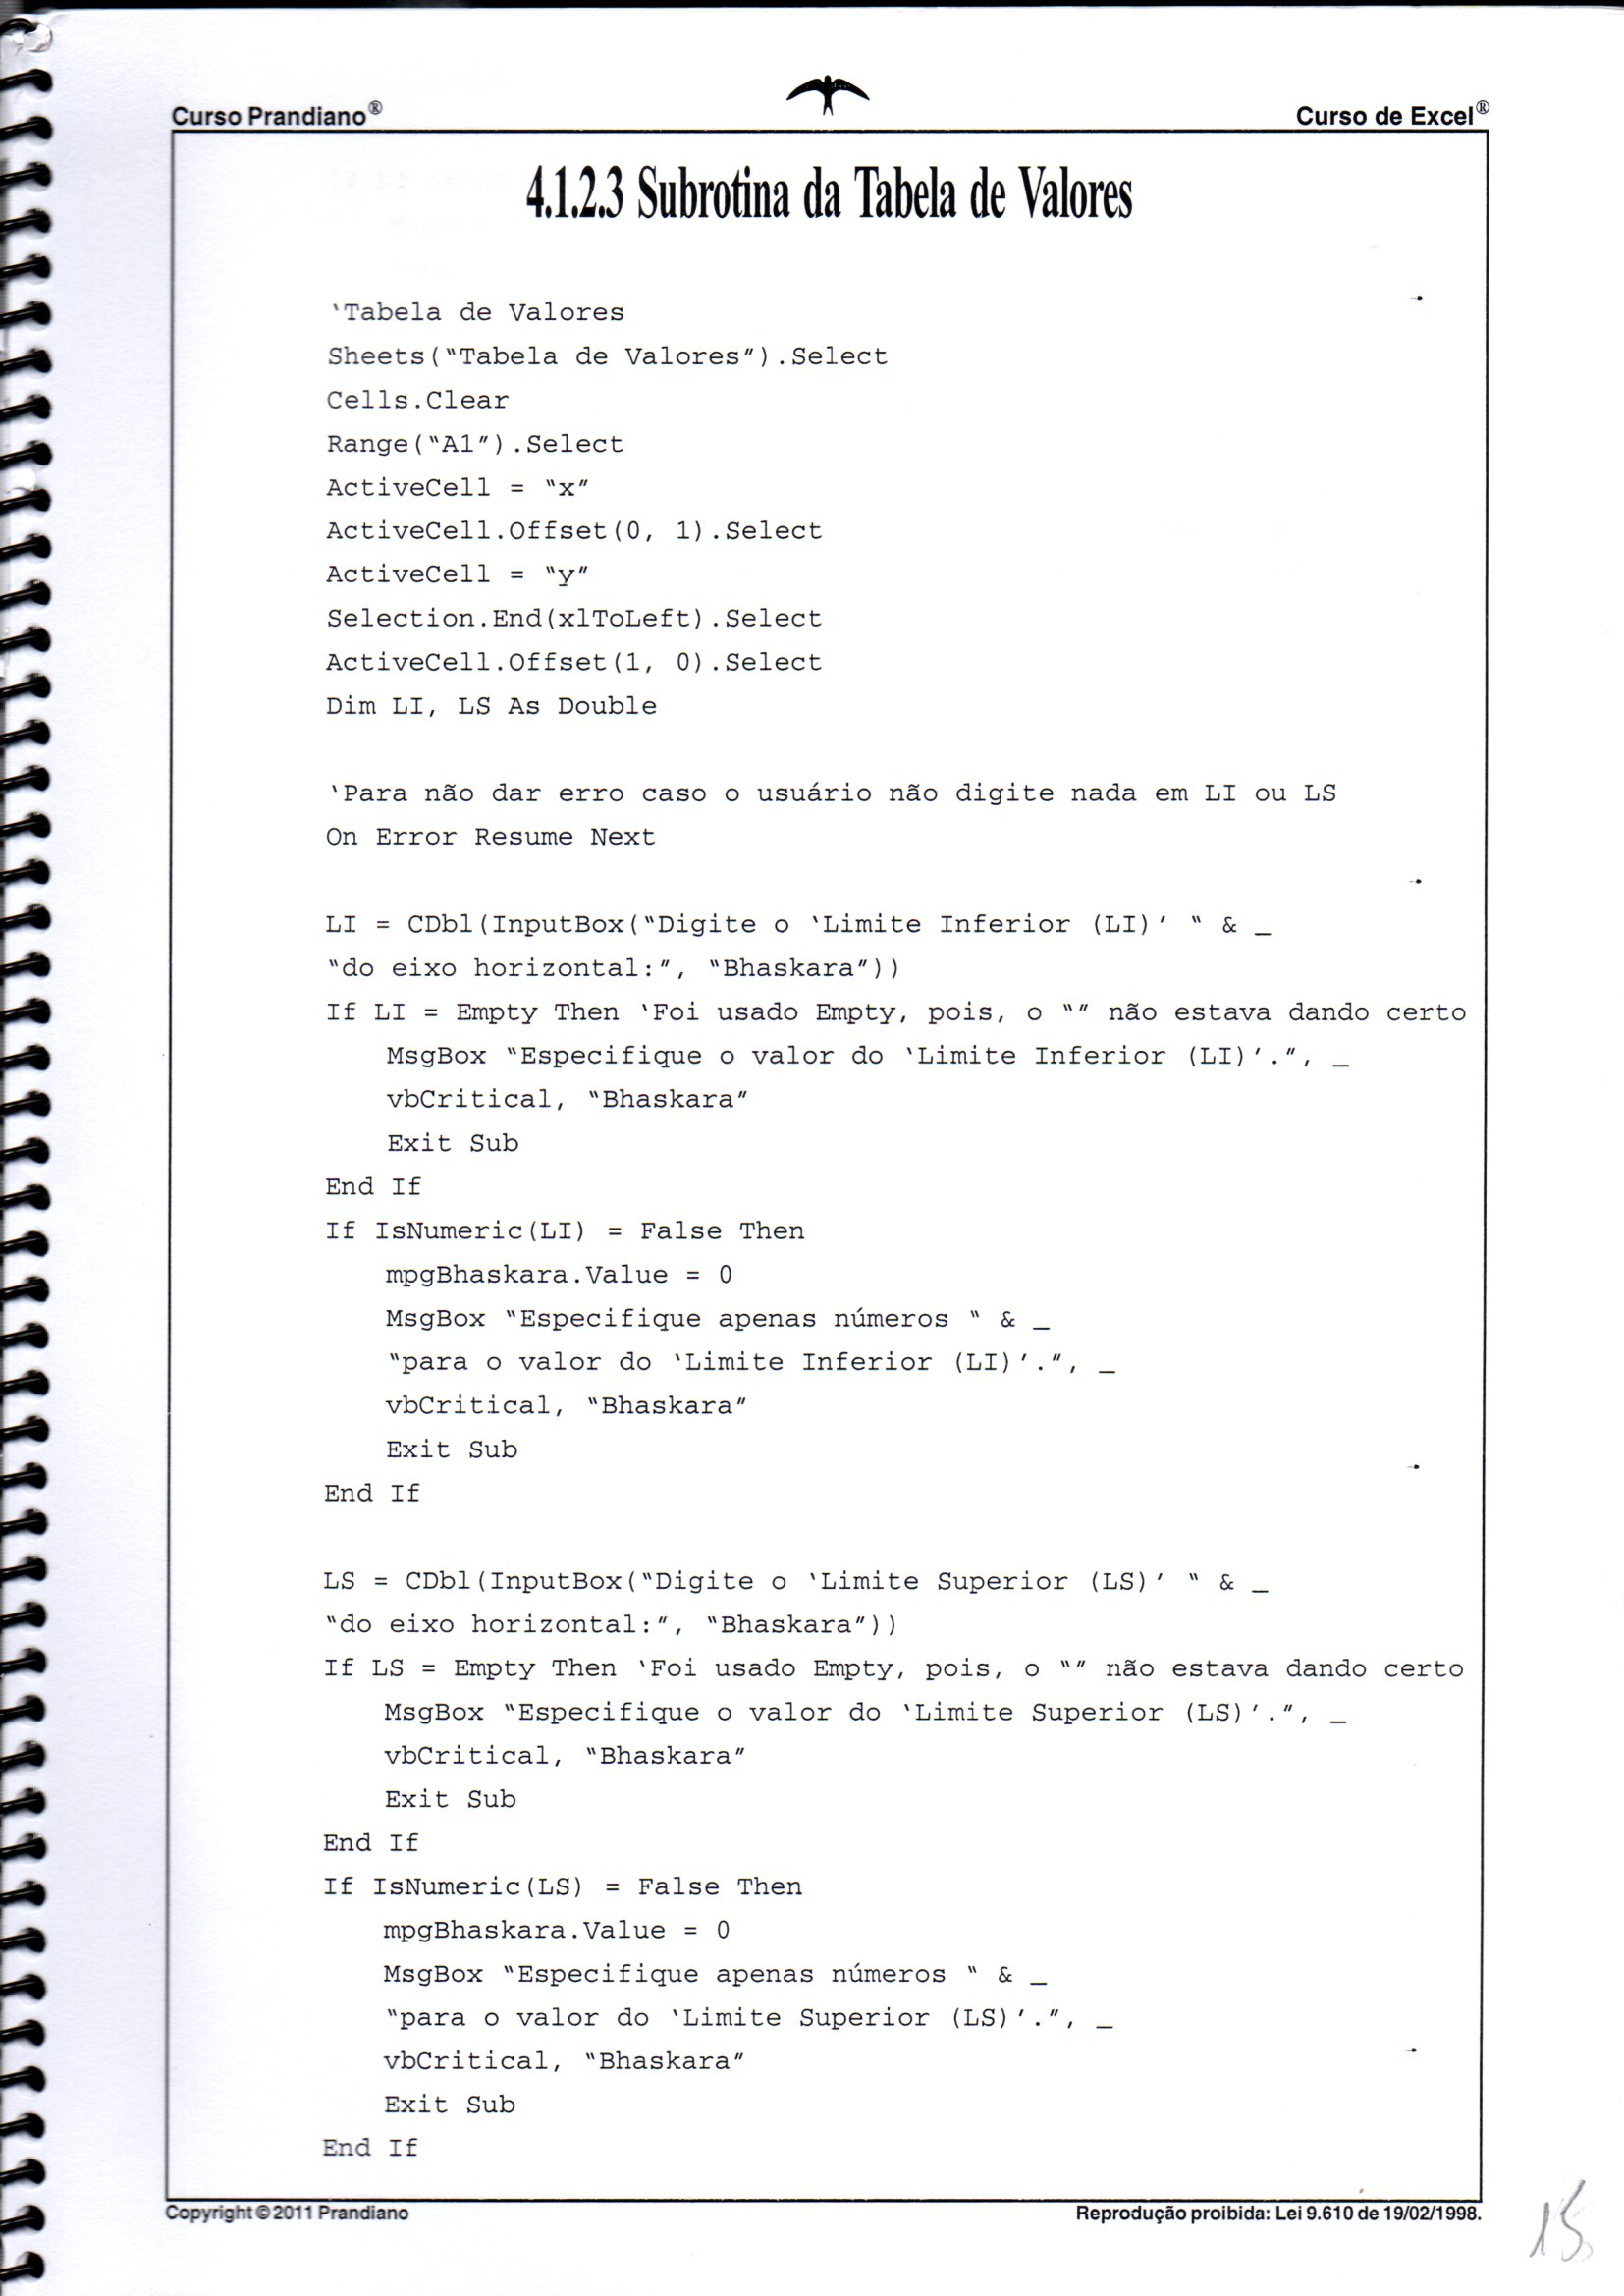 Curso Prandiano®
Curso de Excel®
4.1.2.3 Subrotina da Tabela de Valores
‘Tabela de Valores
Sheets(“Tabela de Valores”).Select
Cells.Clear
Range(“A1”).Select
ActiveCell = “x”
ActiveCell.Offset(0, 1).Select
ActiveCell = “y”
Selection.End(xlToLeft).Select
ActiveCell.Offset(1, 0).Select
Dim LI, LS As Double
‘Para não dar erro caso o usuário não digite nada em LI ou LS
On Error Resume Next
LI = CDbl(InputBox(“Digite o ‘Limite Inferior (LI)’ “ & _
“do eixo horizontal:”, “Bhaskara”))
If LI = Empty Then ‘Foi usado Empty, pois, o “” não estava dando certo
MsgBox “Especifique o valor do ‘Limite Inferior (LI)’.”, _
vbCritical, “Bhaskara”
Exit Sub
End If
If IsNumeric(LI) = False Then
mpgBhaskara.Value = 0
MsgBox “Especifique apenas números “ & _
“para o valor do ‘Limite Inferior (LI)’.”, _
vbCritical, “Bhaskara”
Exit Sub
End If
LS = CDbl(InputBox(“Digite o ‘Limite Superior (LS)’ “ & _
“do eixo horizontal:”, “Bhaskara”))
If LS = Empty Then ‘Foi usado Empty, pois, o “” não estava dando certo
MsgBox “Especifique o valor do ‘Limite Superior (LS)’.”, _
vbCritical, “Bhaskara”
Exit Sub
End If
If IsNumeric(LS) = False Then
mpgBhaskara.Value = 0
MsgBox “Especifique apenas números “ & _
“para o valor do ‘Limite Superior (LS)’.”, _
vbCritical, “Bhaskara”
Exit Sub
End If
Copyright © 2011 Prandiano
Reprodução proibida: Lei 9.610 de 19/02/1998.
15